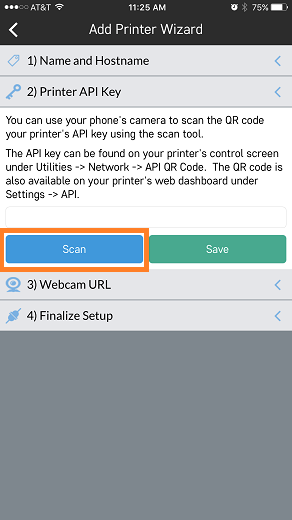 AT&T 11:25 AM 75%
Add Printer Wizard
1) Name and Hostname
2) Printer API Key
You can use your phone's camera to scan the QR code
your printer's API key using the scan tool.
The API key can be found on your printer's control screen
under Utilities -> Network -> API QR Code. The QR code is
also available on your printer's web dashboard under
Settings -> API.
Scan Save
3) Webcam URL
4) Finalize Setup